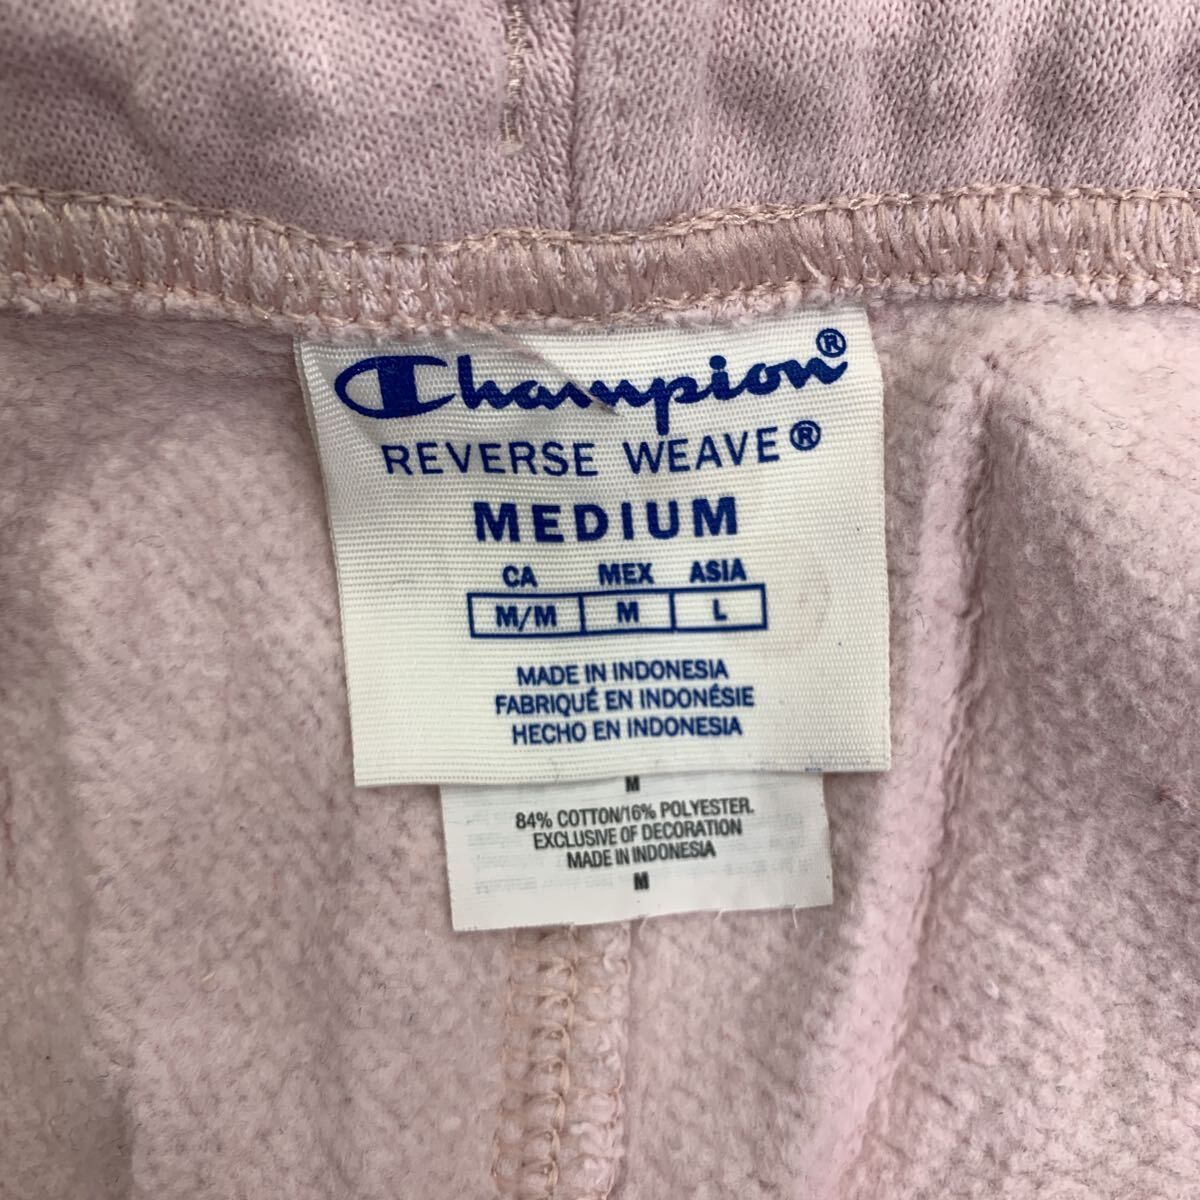 Champion®
REVERSE WEAVE®
MEDIUM
CA MEX ASIA
M/M M L
MADE IN INDONESIA
FABRIQUÉ EN INDONÉSIE
HECHO EN INDONESIA
M
84% COTTON/16% POLYESTER.
EXCLUSIVE OF DECORATION
MADE IN INDONESIA
M